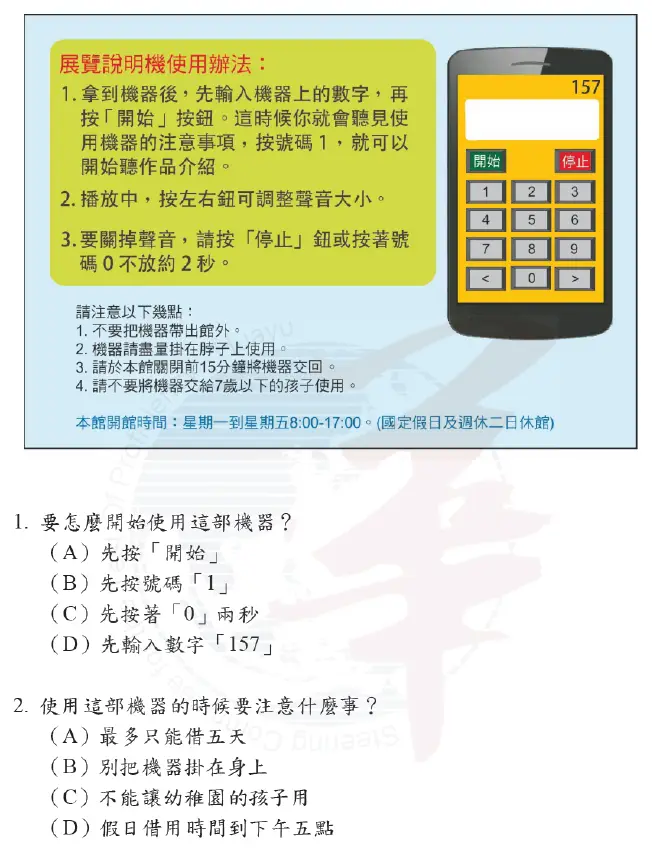 展覽說明機使用辦法：
1. 拿到機器後，先輸入機器上的數字，再
按「開始」按鈕。這時候你就會聽見使
用機器的注意事項，按號碼 1，就可以
開始聽作品介紹。
2. 播放中，按左右鈕可調整聲音大小。
3. 要關掉聲音，請按「停止」鈕或按著號
碼 0 不放約 2 秒。
157
開始 停止
1 2 3
4 5 6
7 8 9
< 0 >
請注意以下幾點：
1. 不要把機器帶出館外。
2. 機器請盡量掛在脖子上使用。
3. 請於本館關開前15分鐘將機器交回。
4. 請不要將機器交給7歲以下的孩子使用。
本館開館時間：星期一到星期五8:00-17:00。(國定假日及週休二日休館)
1. 要怎麼開始使用這部機器？
（A）先按「開始」
（B）先按號碼「1」
（C）先按著「0」兩秒
（D）先輸入數字「157」
2. 使用這部機器的時候要注意什麼事？
（A）最多只能借五天
（B）別把機器掛在身上
（C）不能讓幼稚園的孩子用
（D）假日借用時間到下午五點